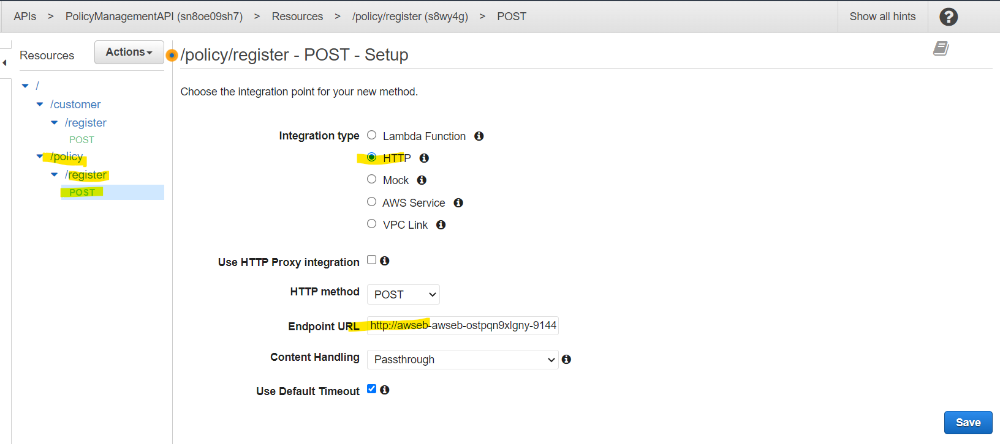 APIs > PolicyManagementAPI (sn8oe09sh7) > Resources > /policy/register (s8wy4g) > POST Show all hints ?
Resources Actions
/policy/register - POST - Setup
/
/customer
/register
POST
/policy
/register
POST
Choose the integration point for your new method.
Integration type Lambda Function
HTTP
Mock
AWS Service
VPC Link
Use HTTP Proxy integration
HTTP method POST
Endpoint URL http://awseb-awseb-ostpqn9xlgny-9144
Content Handling Passthrough
Use Default Timeout
Save